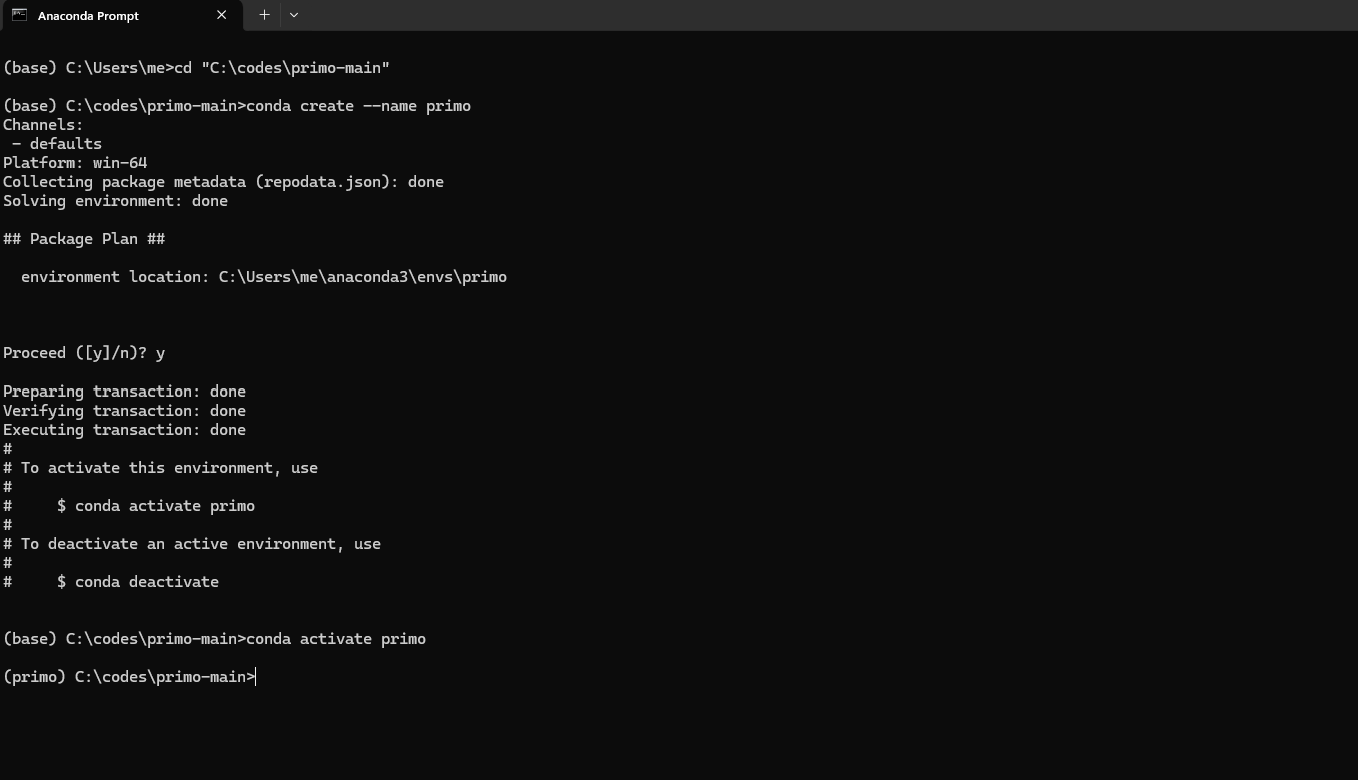 Anaconda Prompt
(base) C:\Users\me>cd "C:\codes\primo-main"
(base) C:\codes\primo-main>conda create --name primo
Channels:
 - defaults
Platform: win-64
Collecting package metadata (repodata.json): done
Solving environment: done
## Package Plan ##
  environment location: C:\Users\me\anaconda3\envs\primo
Proceed ([y]/n)? y
Preparing transaction: done
Verifying transaction: done
Executing transaction: done
#
# To activate this environment, use
#
#     $ conda activate primo
#
# To deactivate an active environment, use
#
#     $ conda deactivate
(base) C:\codes\primo-main>conda activate primo
(primo) C:\codes\primo-main>